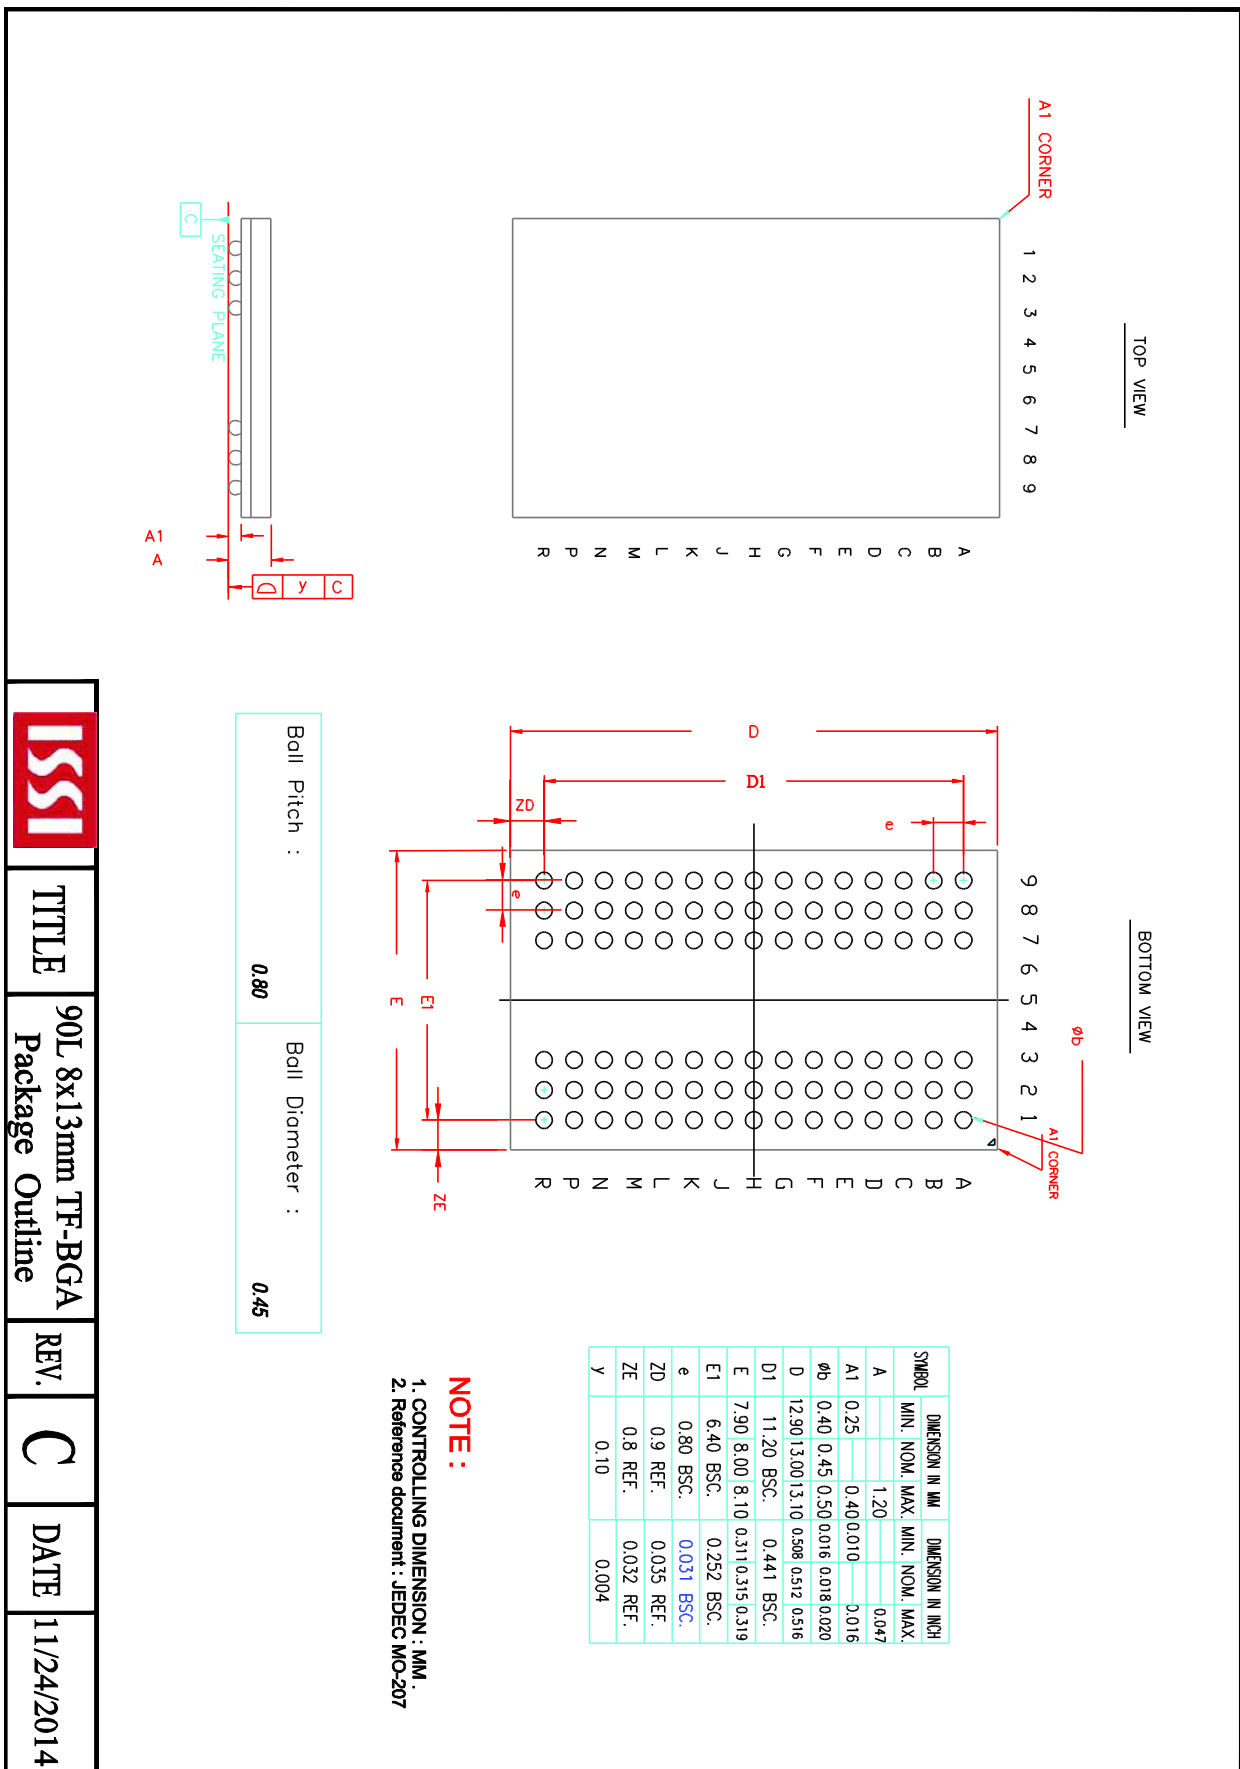 TOP VIEW
A1 CORNER
1 2 3 4 5 6 7 8 9
A
B
C
D
E
F
G
H
J
K
L
M
N
P
R
C
SEATING PLANE
A1
A
y C
BOTTOM VIEW
Øb
A1 CORNER
9 8 7 6 5 4 3 2 1
A
B
C
D
E
F
G
H
J
K
L
M
N
P
R
D
D1
ZD
e
e
E1
E
ZE
Ball Pitch : 0.80
Ball Diameter : 0.45
SYMBOL DIMENSION IN MM DIMENSION IN INCH
MIN. NOM. MAX. MIN. NOM. MAX.
A 1.20 0.047
A1 0.25 0.40 0.010 0.016
Øb 0.40 0.45 0.50 0.016 0.018 0.020
D 12.90 13.00 13.10 0.508 0.512 0.516
D1 11.20 BSC. 0.441 BSC.
E 7.90 8.00 8.10 0.311 0.315 0.319
E1 6.40 BSC. 0.252 BSC.
e 0.80 BSC. 0.031 BSC.
ZD 0.9 REF. 0.035 REF.
ZE 0.8 REF. 0.032 REF.
y 0.10 0.004
NOTE :
1. CONTROLLING DIMENSION : MM .
2. Reference document : JEDEC MO-207
ISSI
TITLE
90L 8x13mm TF-BGA
Package Outline
REV.
C
DATE
11/24/2014